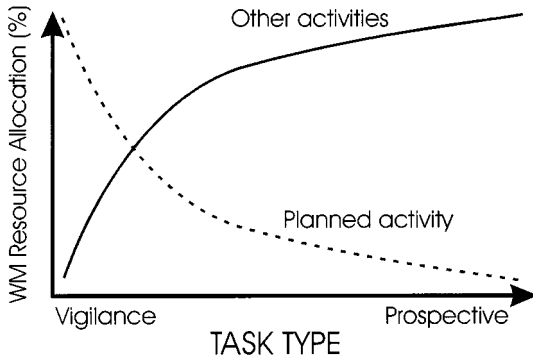 Other activities
WM Resource Allocation (%)
Planned activity
Vigilance
Prospective
TASK TYPE